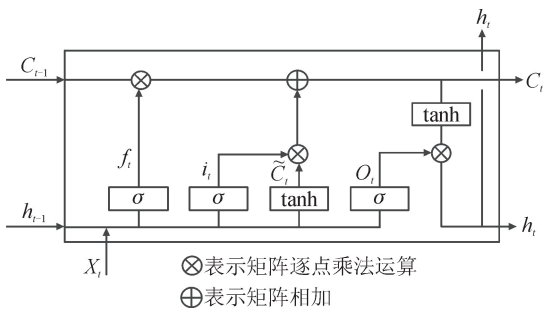 h_t
C_{t-1}
C_t
tanh
f_t
i_t
\tilde{C}_t
O_t
σ
σ
tanh
σ
h_{t-1}
h_t
X_t
⊗表示矩阵逐点乘法运算
⊕表示矩阵相加